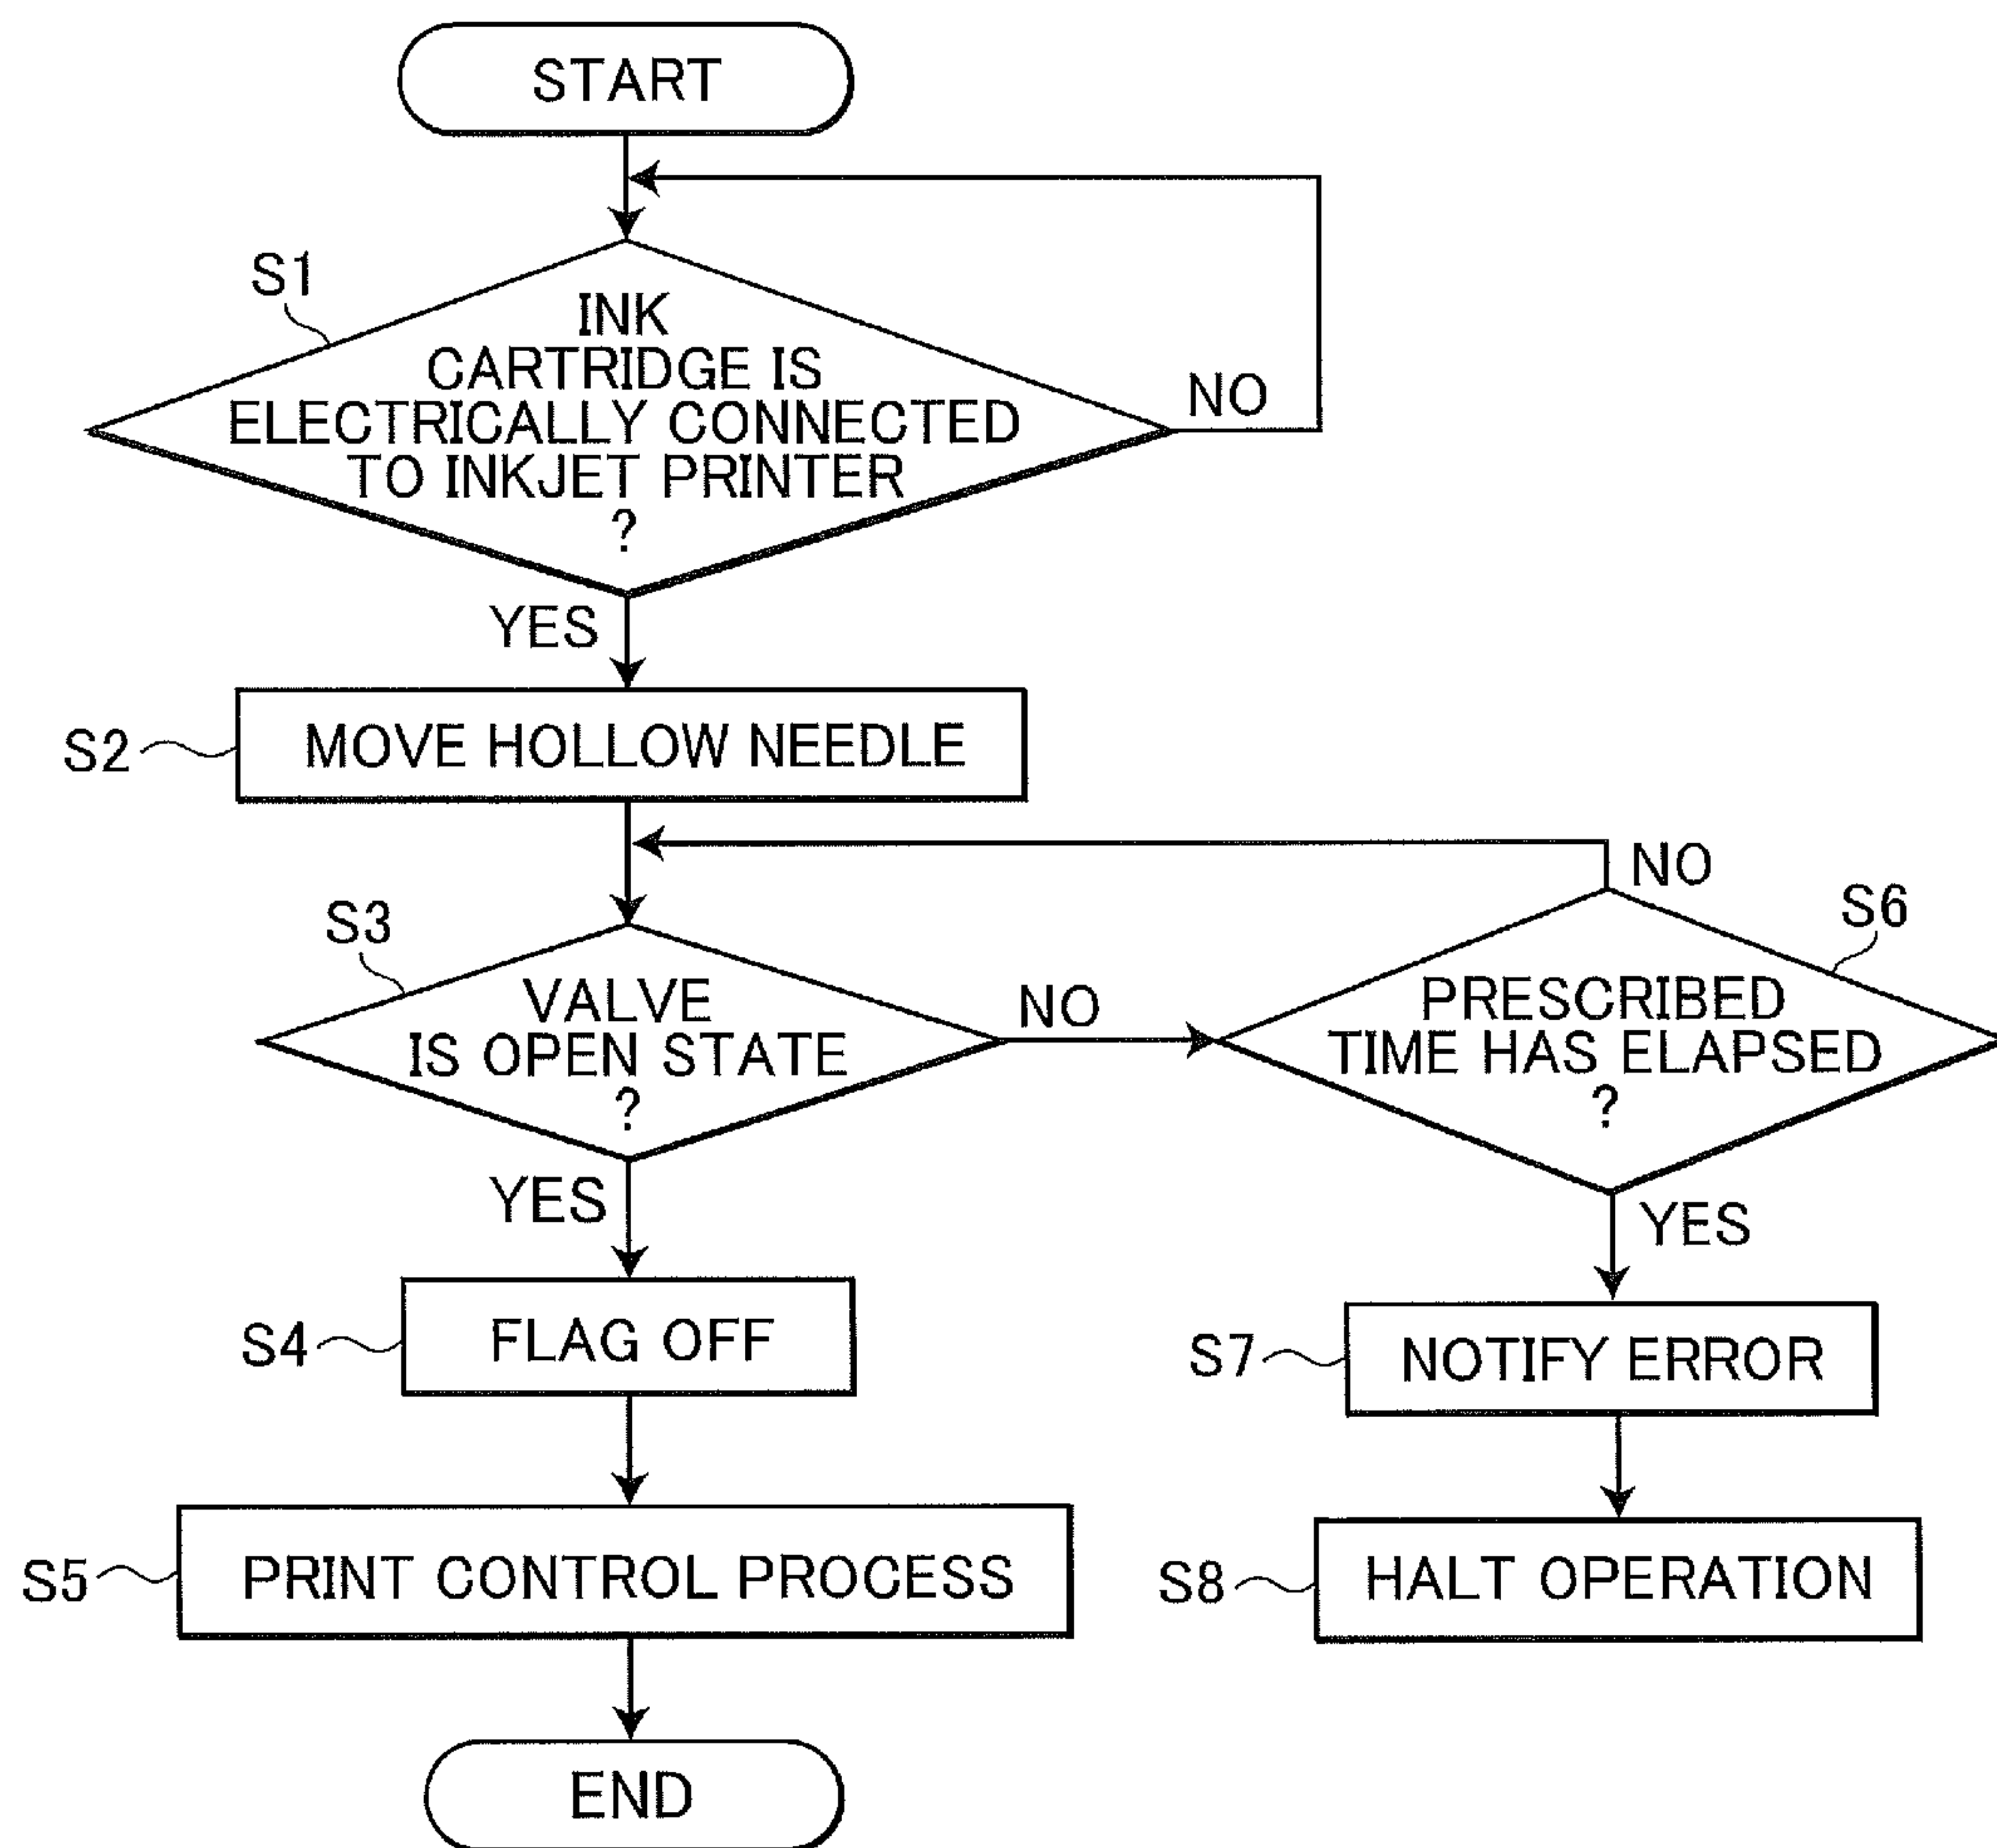 START
S1
INK
CARTRIDGE IS
ELECTRICALLY CONNECTED
TO INKJET PRINTER
?
NO
YES
S2
MOVE HOLLOW NEEDLE
S3
VALVE
IS OPEN STATE
?
NO
YES
S6
NO
PRESCRIBED
TIME HAS ELAPSED
?
YES
S4
FLAG OFF
S7
NOTIFY ERROR
S5
PRINT CONTROL PROCESS
S8
HALT OPERATION
END